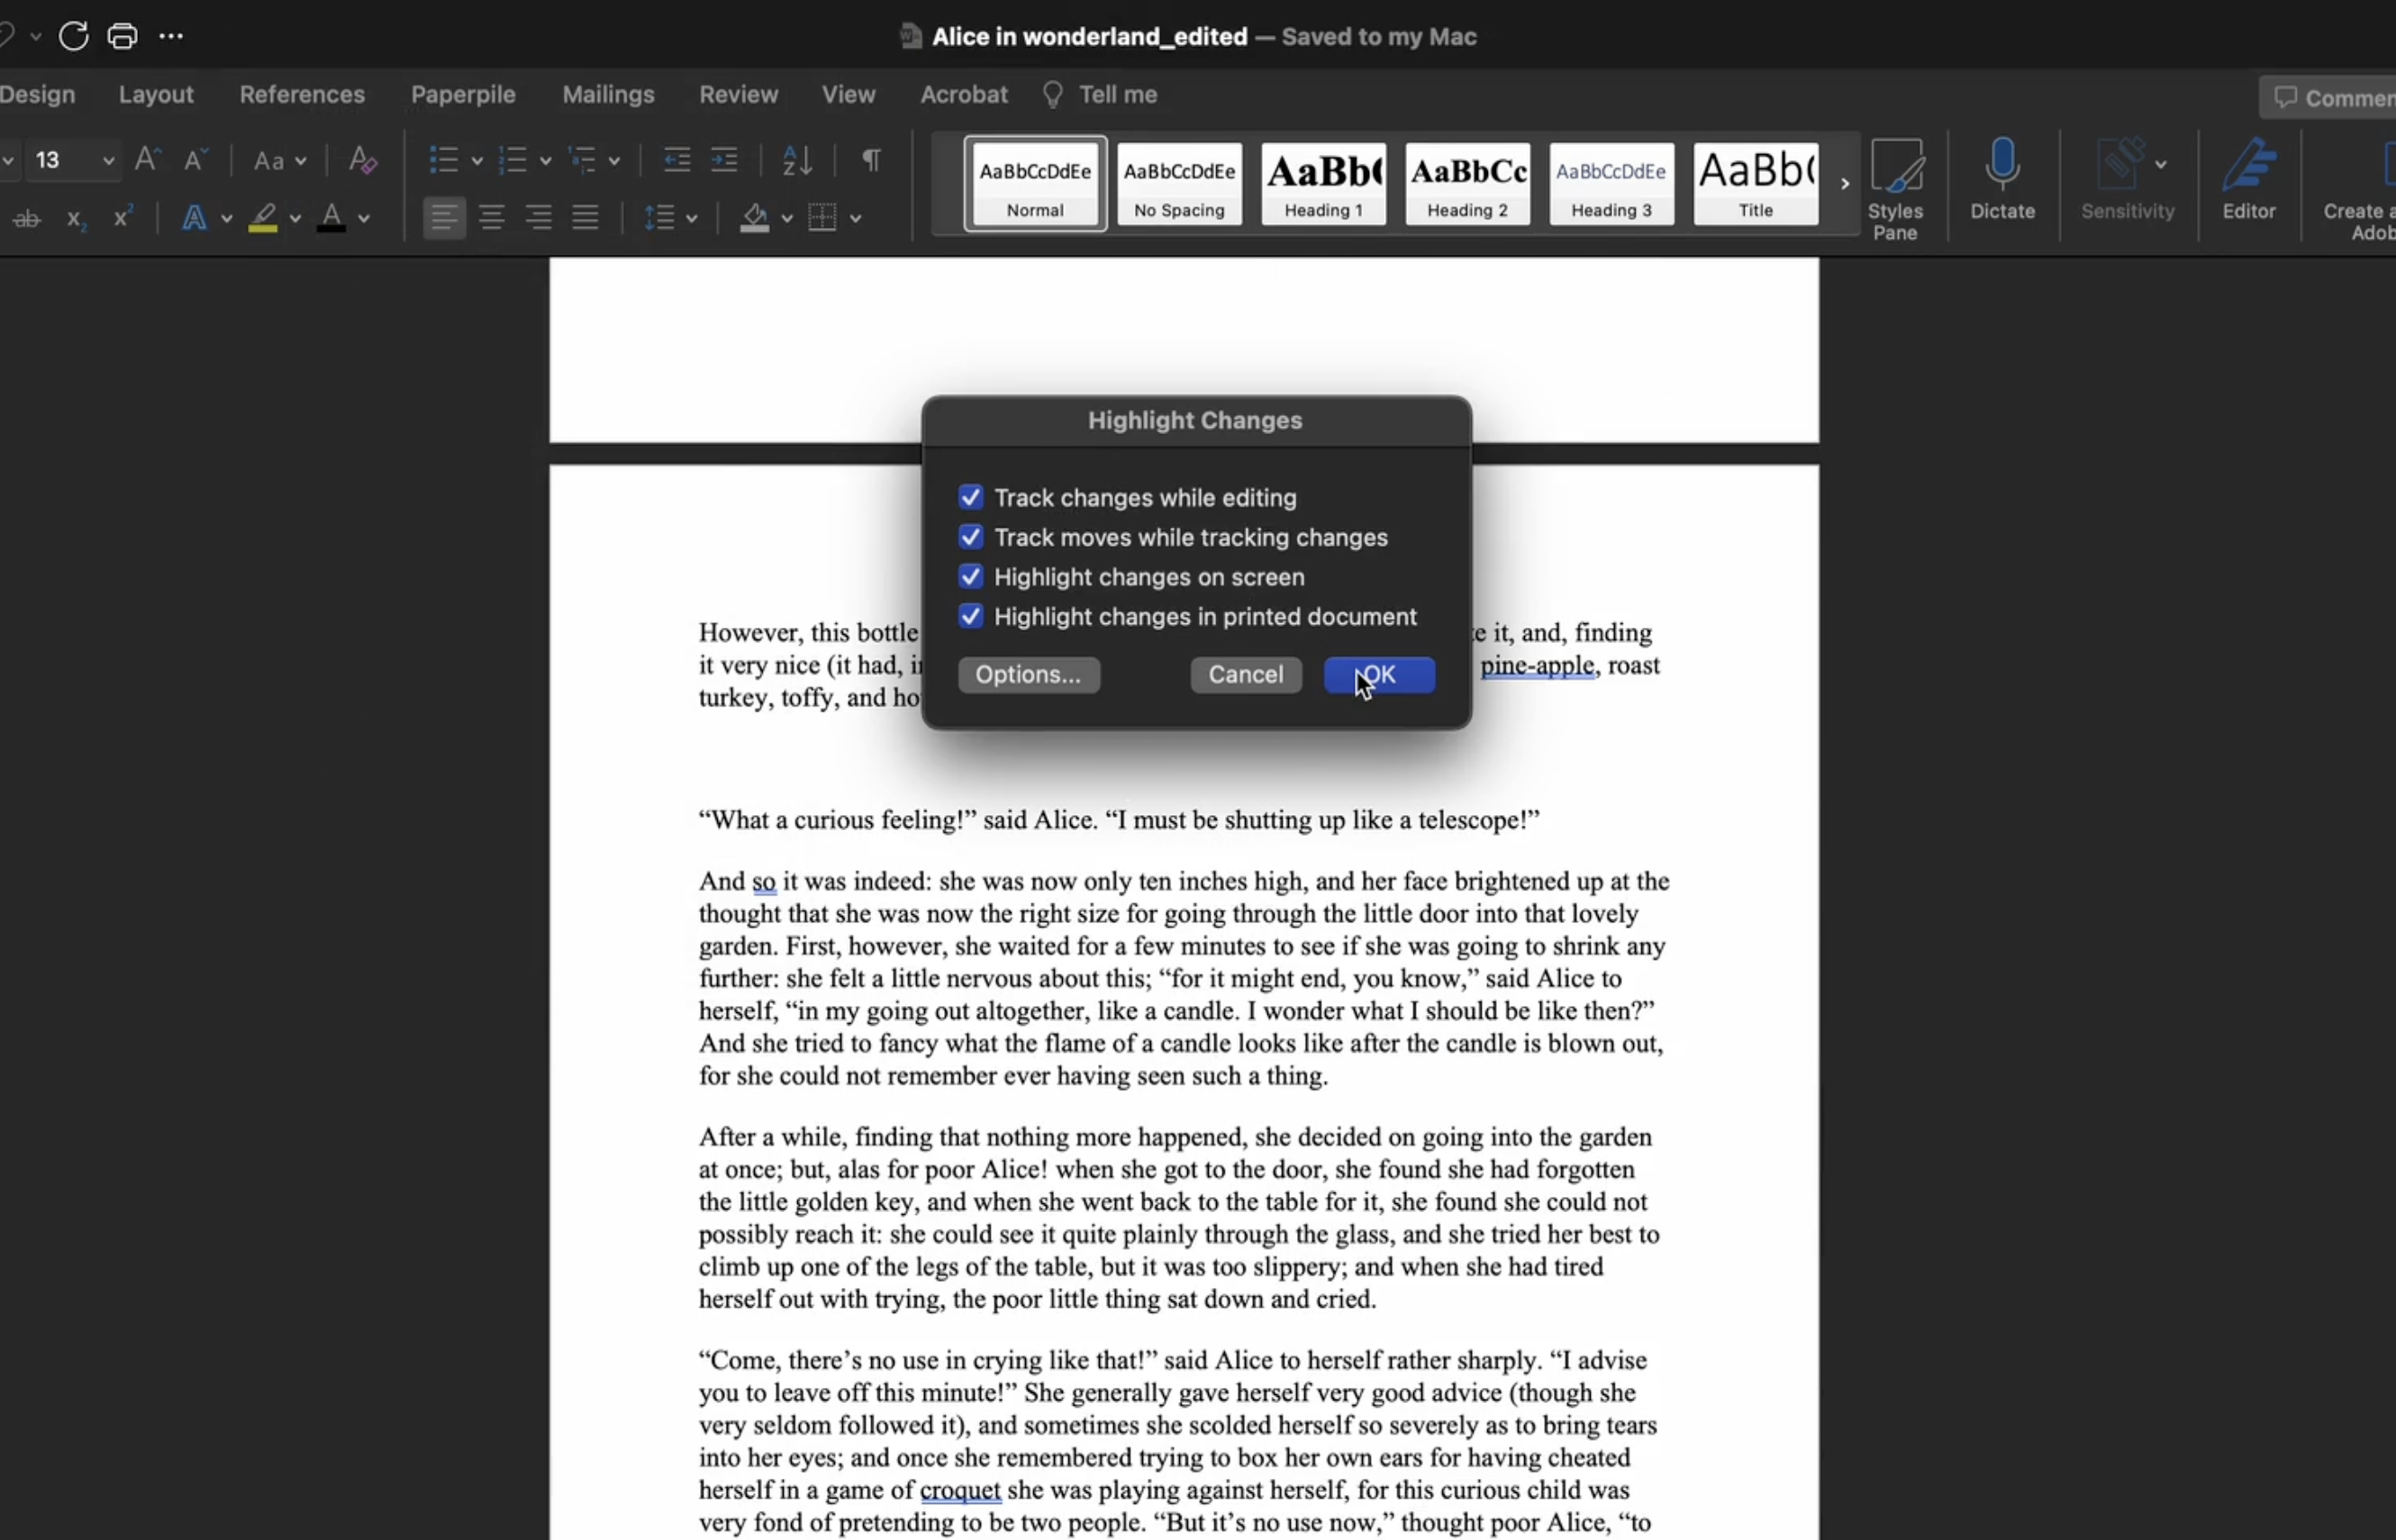 Alice in wonderland_edited — Saved to my Mac
Design Layout References Paperpile Mailings Review View Acrobat Tell me
13 Aa
AaBbCcDdEe AaBbCcDdEe AaBb( AaBbCc AaBbCcDdEe AaBb(
Normal No Spacing Heading 1 Heading 2 Heading 3 Title
Styles
Pane
Dictate
Sensitivity
Editor
Create
Highlight Changes
Track changes while editing
Track moves while tracking changes
Highlight changes on screen
Highlight changes in printed document
Options... Cancel OK
However, this bottle it, and, finding
it very nice (it had, pine-apple, roast
turkey, toffy, and
“What a curious feeling!” said Alice. “I must be shutting up like a telescope!”
And so it was indeed: she was now only ten inches high, and her face brightened up at the
thought that she was now the right size for going through the little door into that lovely
garden. First, however, she waited for a few minutes to see if she was going to shrink any
further: she felt a little nervous about this; “for it might end, you know,” said Alice to
herself, “in my going out altogether, like a candle. I wonder what I should be like then?”
And she tried to fancy what the flame of a candle looks like after the candle is blown out,
for she could not remember ever having seen such a thing.
After a while, finding that nothing more happened, she decided on going into the garden
at once; but, alas for poor Alice! when she got to the door, she found she had forgotten
the little golden key, and when she went back to the table for it, she found she could not
possibly reach it: she could see it quite plainly through the glass, and she tried her best to
climb up one of the legs of the table, but it was too slippery; and when she had tired
herself out with trying, the poor little thing sat down and cried.
“Come, there’s no use in crying like that!” said Alice to herself rather sharply. “I advise
you to leave off this minute!” She generally gave herself very good advice (though she
very seldom followed it), and sometimes she scolded herself so severely as to bring tears
into her eyes; and once she remembered trying to box her own ears for having cheated
herself in a game of croquet she was playing against herself, for this curious child was
very fond of pretending to be two people. “But it’s no use now,” thought poor Alice, “to